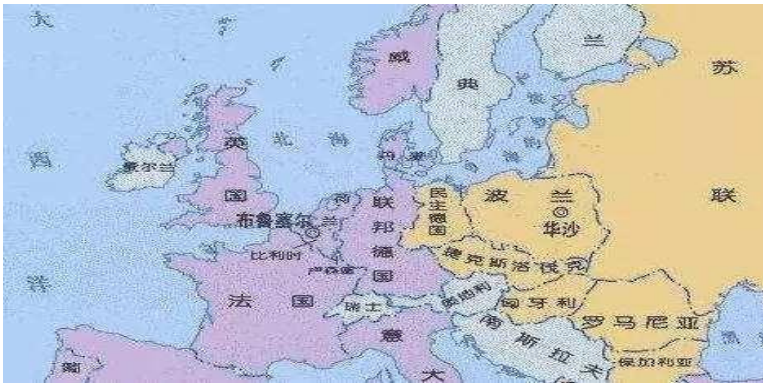 大
西
洋
威
典
兰
苏
联
北海
英
国
爱尔兰
丹麦
荷
兰
联
邦
德
国
民
主
德
国
波兰
华沙
布鲁塞尔
比利时
卢森堡
捷克斯洛伐克
法国
瑞士
奥地利
匈牙利
罗马尼亚
意
大
南斯拉夫
保加利亚
葡
黑